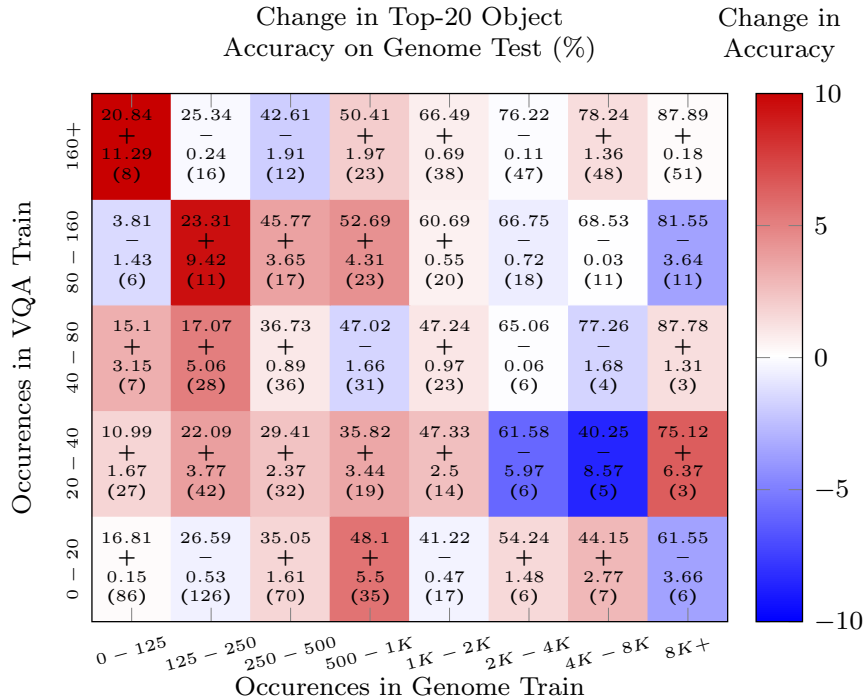 Change in Top-20 Object
Accuracy on Genome Test (%)
Change in
Accuracy
160+
20.84 25.34 42.61 50.41 66.49 76.22 78.24 87.89
+ − − + + − + +
11.29 0.24 1.91 1.97 0.69 0.11 1.36 0.18
(8) (16) (12) (23) (38) (47) (48) (51)
80 − 160
3.81 23.31 45.77 52.69 60.69 66.75 68.53 81.55
− + + + + − − −
1.43 9.42 3.65 4.31 0.55 0.72 0.03 3.64
(6) (11) (17) (23) (20) (18) (11) (11)
40 − 80
15.1 17.07 36.73 47.02 47.24 65.06 77.26 87.78
+ + + − + − − +
3.15 5.06 0.89 1.66 0.97 0.06 1.68 1.31
(7) (28) (36) (31) (23) (6) (4) (3)
20 − 40
10.99 22.09 29.41 35.82 47.33 61.58 40.25 75.12
+ + + + + − − +
1.67 3.77 2.37 3.44 2.5 5.97 8.57 6.37
(27) (42) (32) (19) (14) (6) (5) (3)
0 − 20
16.81 26.59 35.05 48.1 41.22 54.24 44.15 61.55
+ − + + − + + −
0.15 0.53 1.61 5.5 0.47 1.48 2.77 3.66
(86) (126) (70) (35) (17) (6) (7) (6)
Occurences in VQA Train
0 − 125 125 − 250 250 − 500 500 − 1K 1K − 2K 2K − 4K 4K − 8K 8K+
Occurences in Genome Train
10
5
0
−5
−10